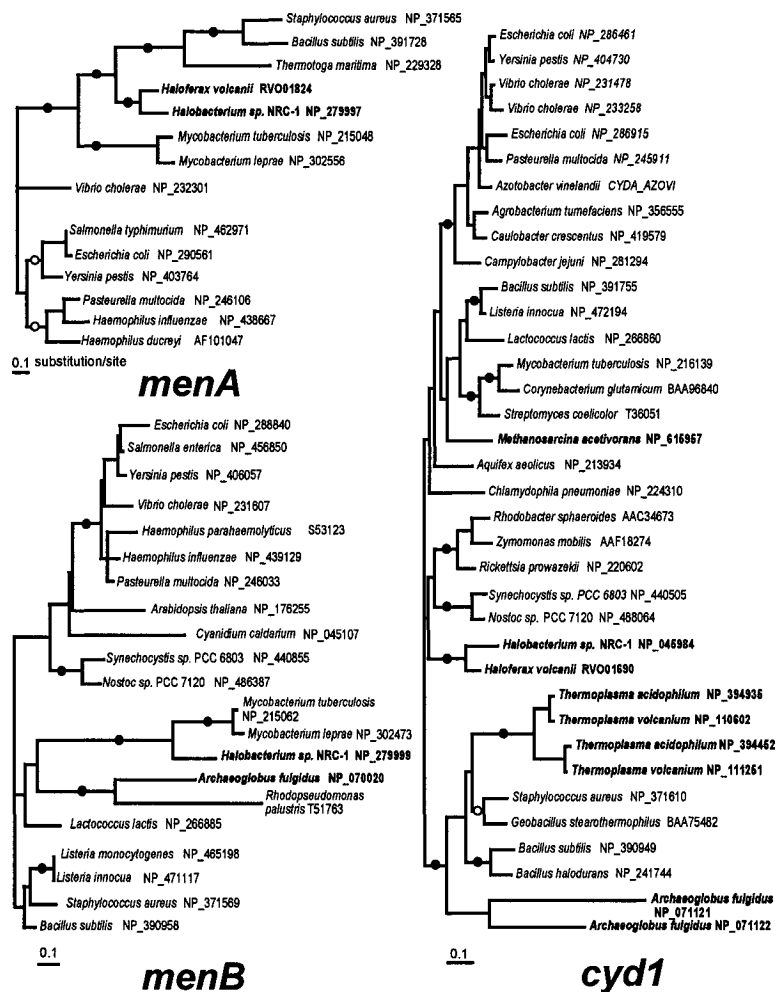 Staphylococcus aureus NP_371565
Bacillus subtilis NP_391728
Thermotoga maritima NP_229328
Haloferax volcanii RVO01824
Halobacterium sp. NRC-1 NP_279997
Mycobacterium tuberculosis NP_215048
Mycobacterium leprae NP_302556
Vibrio cholerae NP_232301
Salmonella typhimurium NP_462971
Escherichia coli NP_290561
Yersinia pestis NP_403764
Pasteurella multocida NP_246106
Haemophilus influenzae NP_438667
Haemophilus ducreyi AF101047
0.1 substitution/site
menA
Escherichia coli NP_288840
Salmonella enterica NP_456850
Yersinia pestis NP_406057
Vibrio cholerae NP_231607
Haemophilus parahaemolyticus S53123
Haemophilus influenzae NP_439129
Pasteurella multocida NP_246033
Arabidopsis thaliana NP_176255
Cyanidium caldarium NP_045107
Synechocystis sp. PCC 6803 NP_440855
Nostoc sp. PCC 7120 NP_486387
Mycobacterium tuberculosis
NP_215062
Mycobacterium leprae NP_302473
Halobacterium sp. NRC-1 NP_279999
Archaeoglobus fulgidus NP_070020
Rhodopseudomonas
palustris T51763
Lactococcus lactis NP_266885
Listeria monocytogenes NP_465198
Listeria innocua NP_471117
Staphylococcus aureus NP_371569
Bacillus subtilis NP_390958
0.1
menB
Escherichia coli NP_286461
Yersinia pestis NP_404730
Vibrio cholerae NP_231478
Vibrio cholerae NP_233258
Escherichia coli NP_286915
Pasteurella multocida NP_245911
Azotobacter vinelandii CYDA_AZOVI
Agrobacterium tumefaciens NP_356555
Caulobacter crescentus NP_419579
Campylobacter jejuni NP_281294
Bacillus subtilis NP_391755
Listeria innocua NP_472194
Lactococcus lactis NP_266860
Mycobacterium tuberculosis NP_216139
Corynebacterium glutamicum BAA96840
Streptomyces coelicolor T36051
Methanosarcina acetivorans NP_615957
Aquifex aeolicus NP_213934
Chlamydophila pneumoniae NP_224310
Rhodobacter sphaeroides AAC34673
Zymomonas mobilis AAF18274
Rickettsia prowazekii NP_220602
Synechocystis sp. PCC 6803 NP_440505
Nostoc sp. PCC 7120 NP_488064
Halobacterium sp. NRC-1 NP_045984
Haloferax volcanii RVO01690
Thermoplasma acidophilum NP_394935
Thermoplasma volcanium NP_110602
Thermoplasma acidophilum NP_394452
Thermoplasma volcanium NP_111251
Staphylococcus aureus NP_371610
Geobacillus stearothermophilus BAA75482
Bacillus subtilis NP_390949
Bacillus halodurans NP_241744
Archaeoglobus fulgidus
NP_071121
Archaeoglobus fulgidus NP_071122
0.1
cyd1